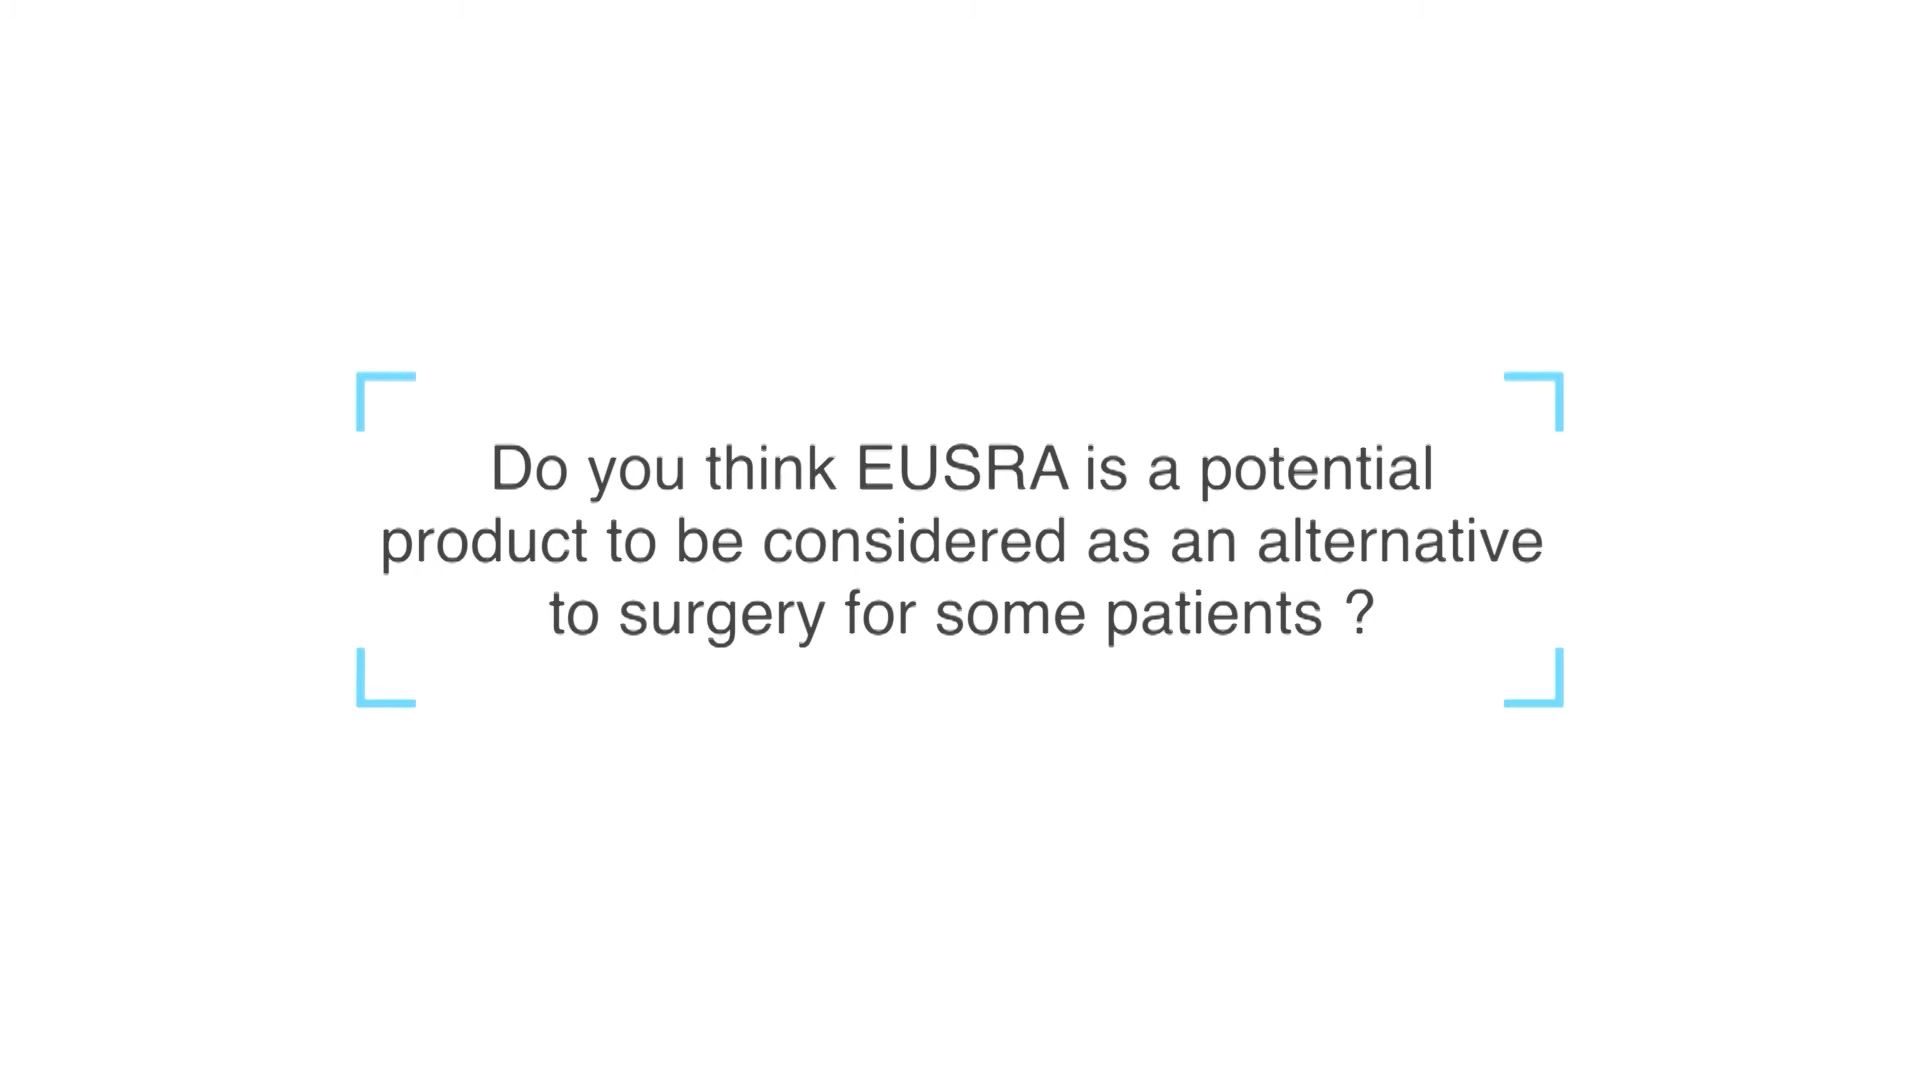 Do you think EUSRA is a potential
product to be considered as an alternative
to surgery for some patients ?